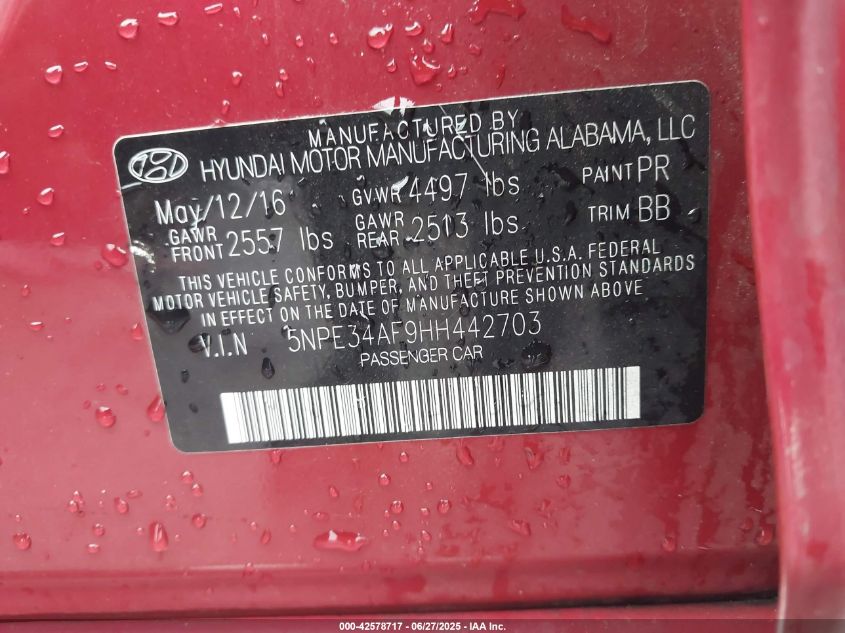 MANUFACTURED BY
HYUNDAI MOTOR MANUFACTURING ALABAMA, LLC
May/12/16 GVWR 4497 lbs PAINT PR
GAWR FRONT 2557 lbs GAWR REAR 2513 lbs TRIM BB
THIS VEHICLE CONFORMS TO ALL APPLICABLE U.S.A. FEDERAL
MOTOR VEHICLE SAFETY, BUMPER, AND THEFT PREVENTION STANDARDS
IN EFFECT ON THE DATE OF MANUFACTURE SHOWN ABOVE
V.I.N 5NPE34AF9HH442703
PASSENGER CAR
000-42578717 - 06/27/2025 - IAA Inc.